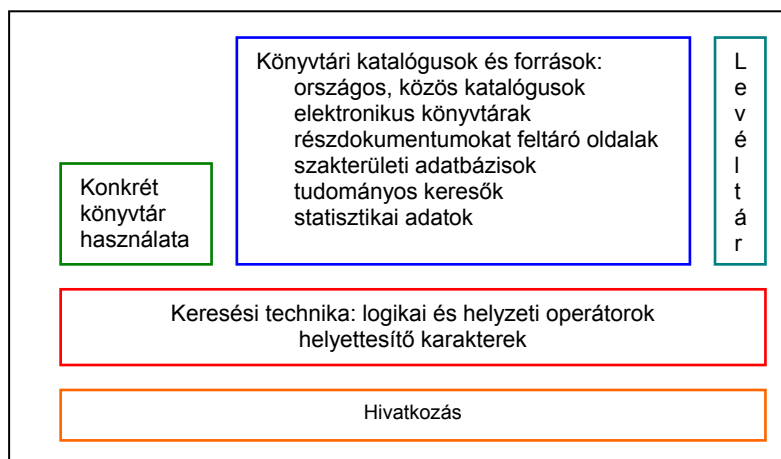 Könyvtári katalógusok és források:
országos, közös katalógusok
elektronikus könyvtárak
részdokumentumokat feltáró oldalak
szakterületi adatbázisok
tudományos keresők
statisztikai adatok
L
e
v
é
l
t
á
r
Konkrét
könyvtár
használata
Keresési technika: logikai és helyzeti operátorok
helyettesítő karakterek
Hivatkozás